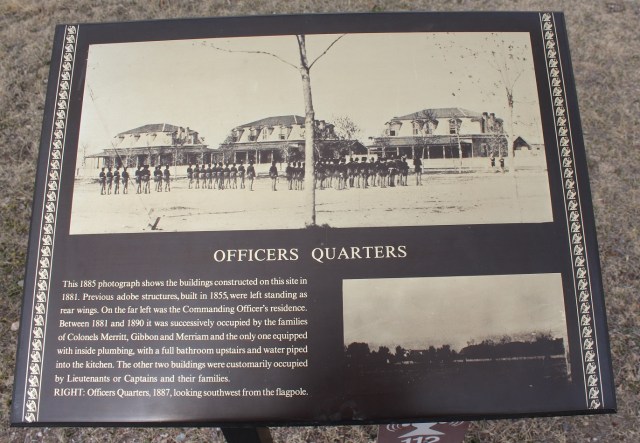 OFFICERS QUARTERS
This 1885 photograph shows the buildings constructed on this site in
1881. Previous adobe structures, built in 1855, were left standing as
rear wings. On the far left was the Commanding Officer's residence.
Between 1881 and 1890 it was successively occupied by the families
of Colonels Merritt, Gibbon and Merriam and the only one equipped
with inside plumbing, with a full bathroom upstairs and water piped
into the kitchen. The other two buildings were customarily occupied
by Lieutenants or Captains and their families.
RIGHT: Officers Quarters, 1887, looking southwest from the flagpole.
112